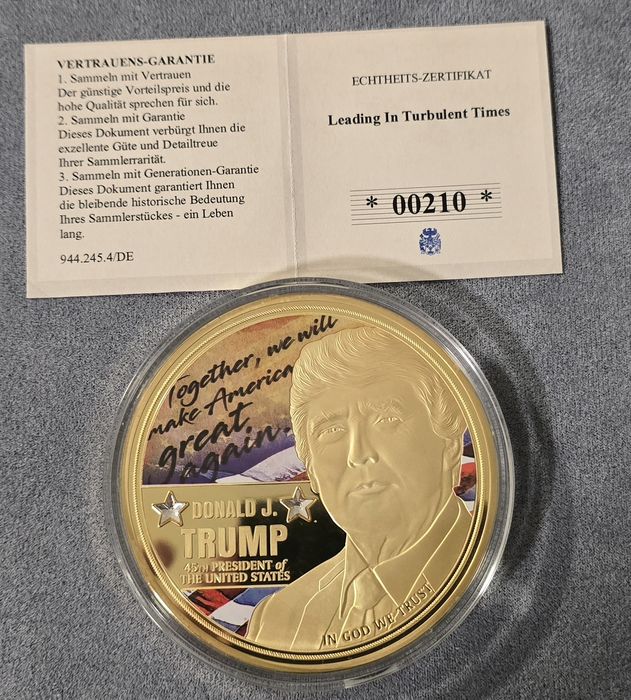 VERTRAUENS-GARANTIE
1. Sammeln mit Vertrauen
Der günstige Vorteilspreis und die
hohe Qualität sprechen für sich.
2. Sammeln mit Garantie
Dieses Dokument verbürgt Ihnen die
exzellente Güte und Detailtreue
Ihrer Sammlerrarität.
3. Sammeln mit Generationen-Garantie
Dieses Dokument garantiert Ihnen
die bleibende historische Bedeutung
Ihres Sammlerstückes - ein Leben
lang.
944.245.4/DE
ECHTHEITS-ZERTIFIKAT
Leading In Turbulent Times
* 00210 *
Together, we will
make America
great
again.
DONALD J.
TRUMP
45TH PRESIDENT of
THE UNITED STATES
IN GOD WE TRUST